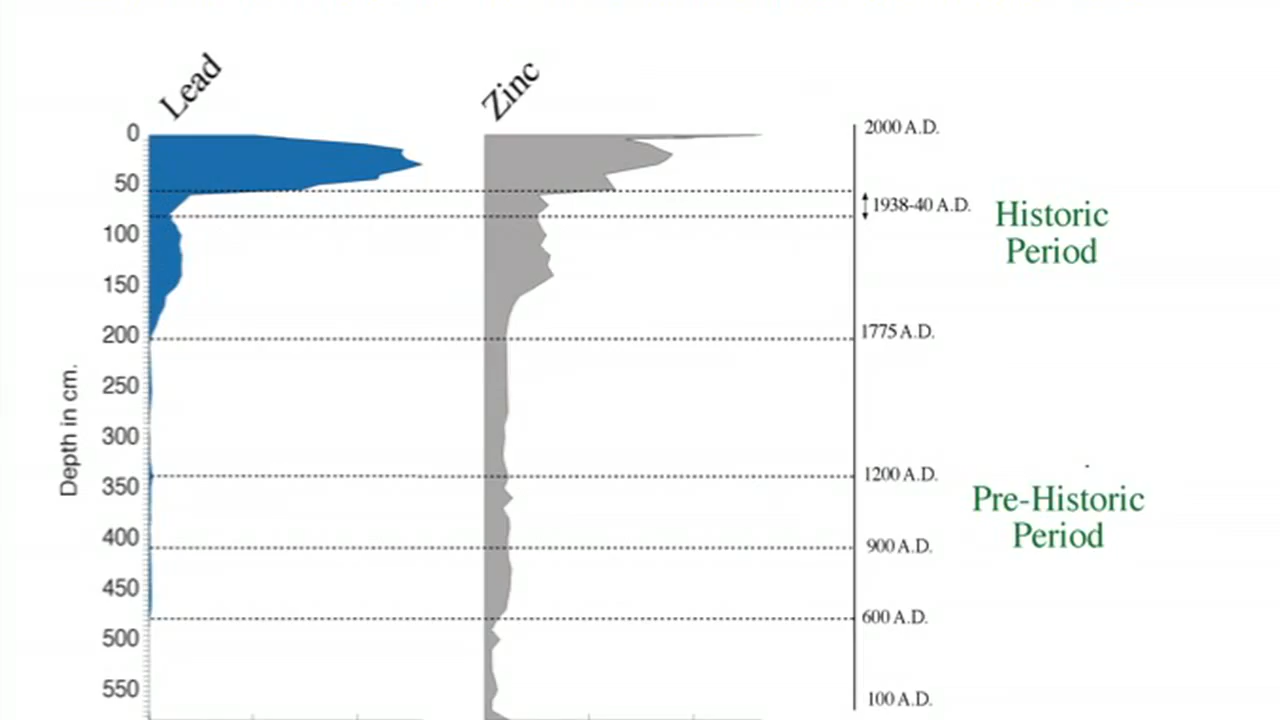 Lead
Zinc
0
50
100
150
200
250
300
350
400
450
500
550
Depth in cm.
2000 A.D.
1938-40 A.D.
1775 A.D.
1200 A.D.
900 A.D.
600 A.D.
100 A.D.
Historic
Period
Pre-Historic
Period